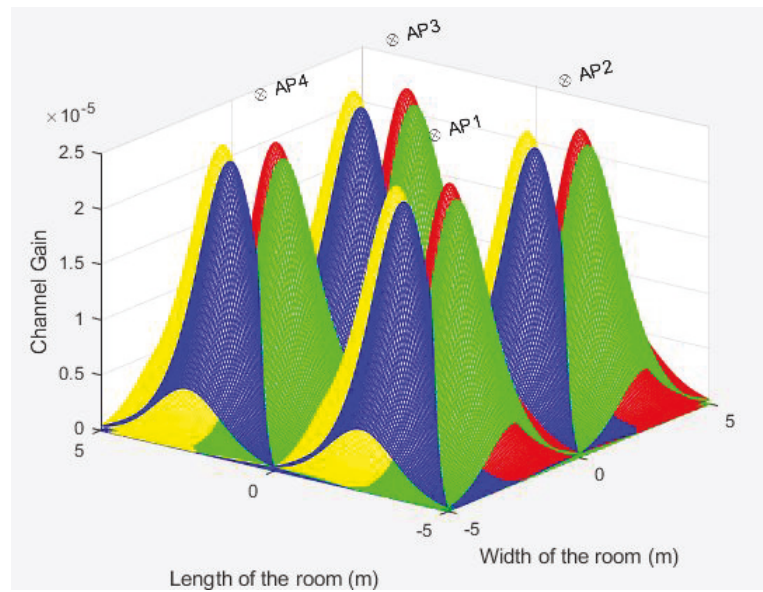 AP3
AP4
AP2
AP1
×10⁻⁵
2.5
2
1.5
1
0.5
0
5
0
-5
-5
0
5
Channel Gain
Length of the room (m)
Width of the room (m)